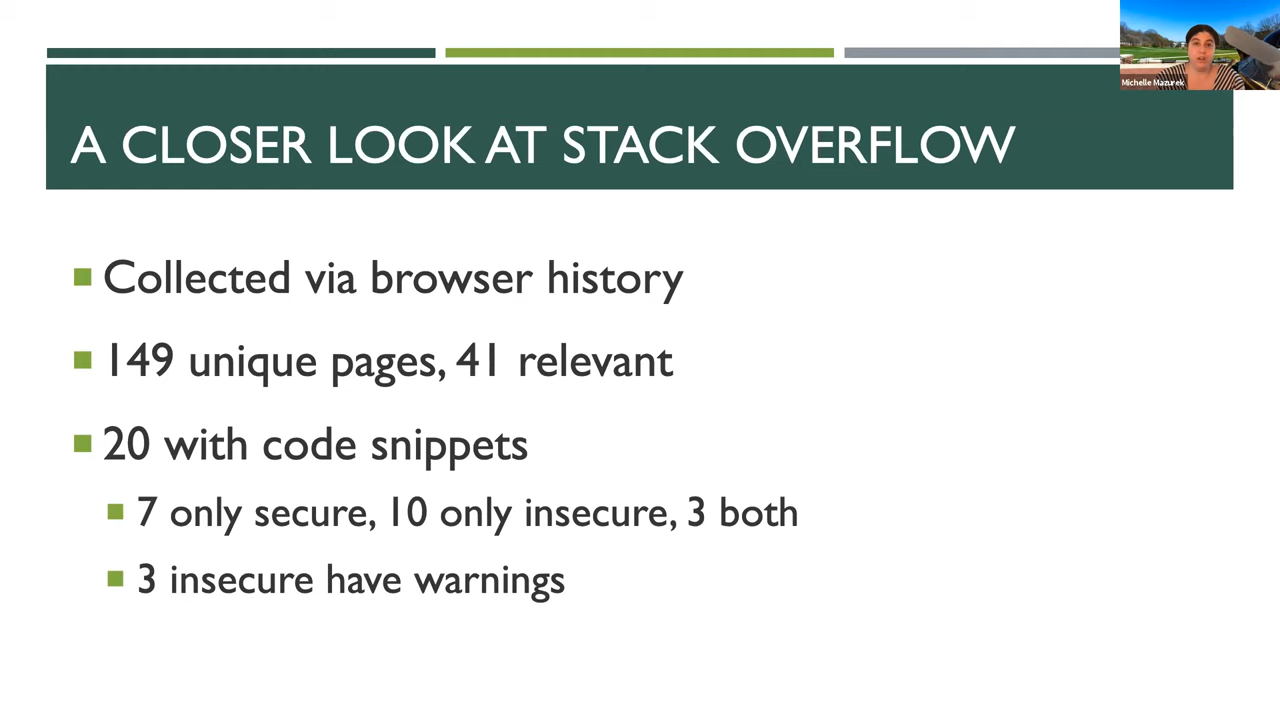 Michelle Mazurek
A CLOSER LOOK AT STACK OVERFLOW
Collected via browser history
149 unique pages, 41 relevant
20 with code snippets
7 only secure, 10 only insecure, 3 both
3 insecure have warnings